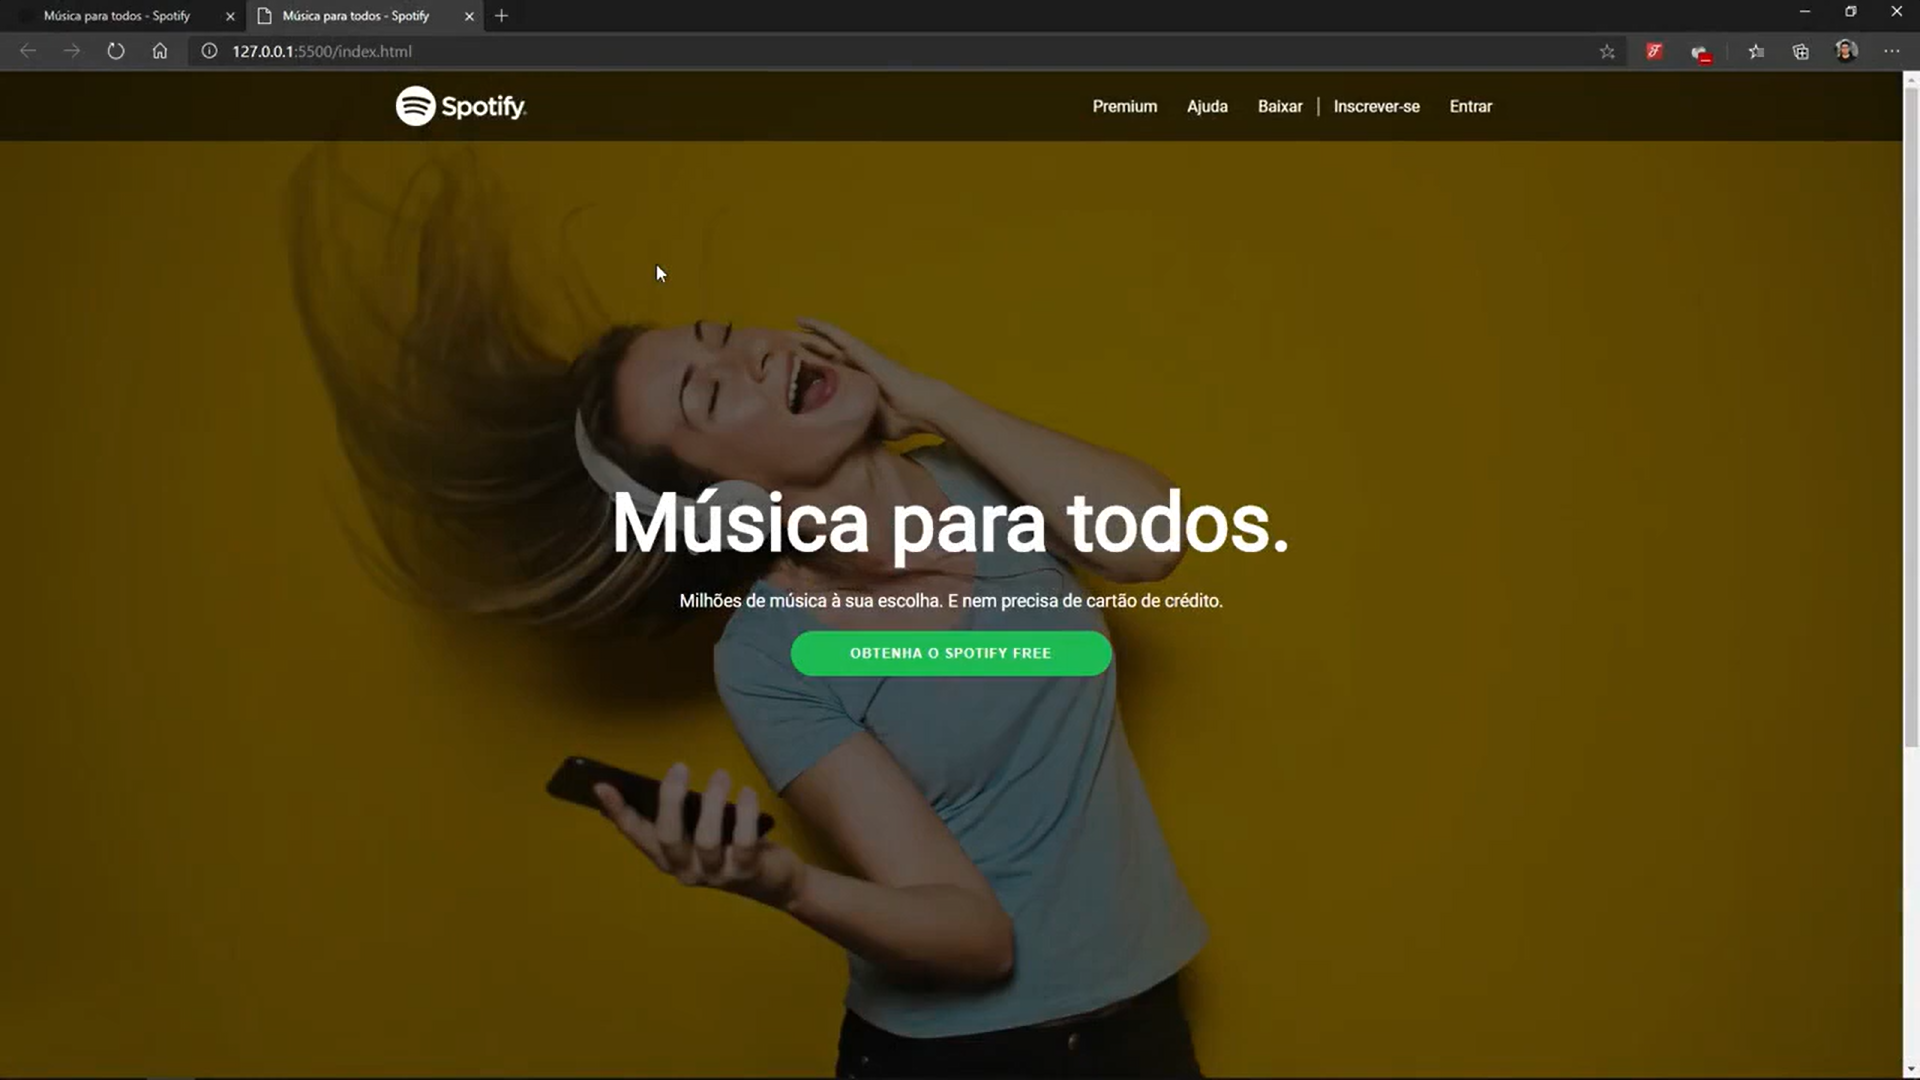 Música para todos - Spotify
Música para todos - Spotify
127.0.0.1:5500/index.html
Spotify
Premium Ajuda Baixar | Inscrever-se Entrar
Música para todos.
Milhões de música à sua escolha. E nem precisa de cartão de crédito.
OBTENHA O SPOTIFY FREE